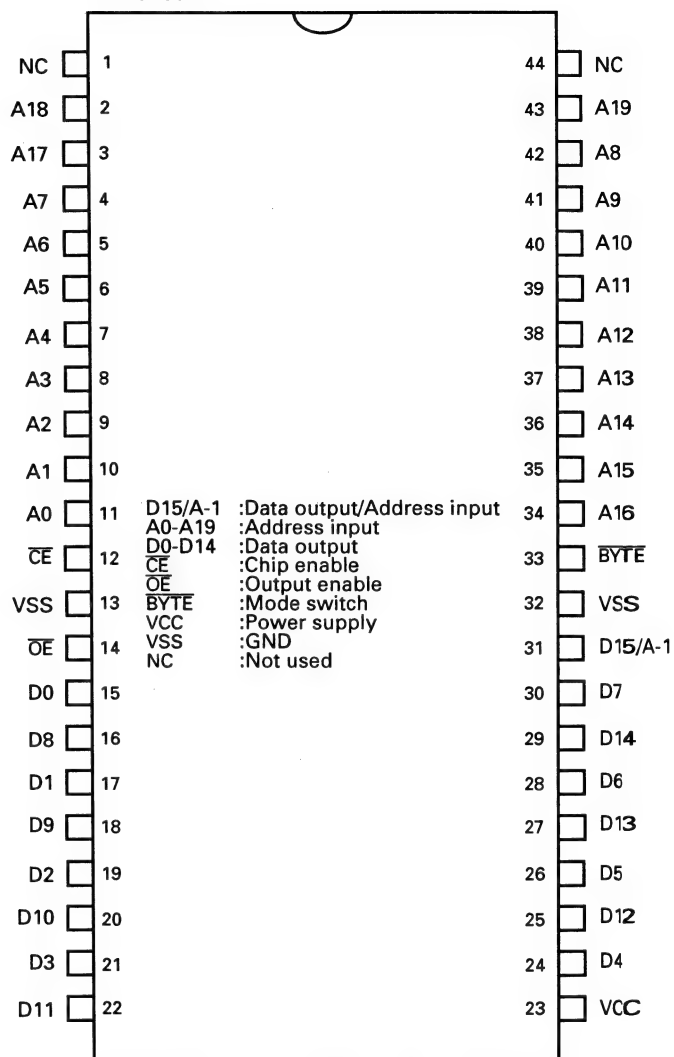 NC 1 44 NC
A18 2 43 A19
A17 3 42 A8
A7 4 41 A9
A6 5 40 A10
A5 6 39 A11
A4 7 38 A12
A3 8 37 A13
A2 9 36 A14
A1 10 35 A15
A0 11 34 A16
C̅E̅ 12 33 B̅Y̅T̅E̅
VSS 13 32 VSS
O̅E̅ 14 31 D15/A-1
D0 15 30 D7
D8 16 29 D14
D1 17 28 D6
D9 18 27 D13
D2 19 26 D5
D10 20 25 D12
D3 21 24 D4
D11 22 23 VCC
D15/A-1 :Data output/Address input
A0-A19 :Address input
D0-D14 :Data output
C̅E̅ :Chip enable
O̅E̅ :Output enable
B̅Y̅T̅E̅ :Mode switch
VCC :Power supply
VSS :GND
NC :Not used